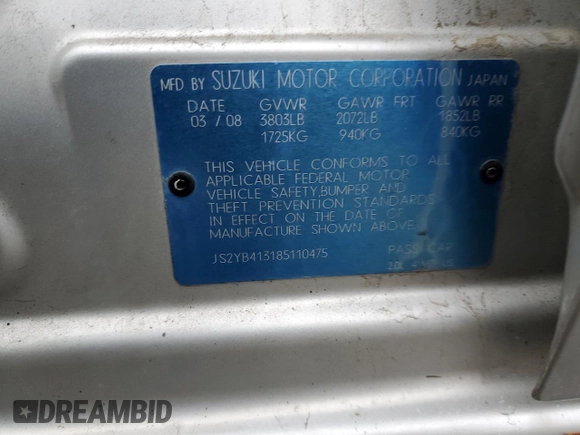 MFD BY SUZUKI MOTOR CORPORATION JAPAN
DATE GVWR GAWR FRT GAWR RR
03 / 08 3803LB 2072LB 1852LB
1725KG 940KG 840KG
THIS VEHICLE CONFORMS TO ALL
APPLICABLE FEDERAL MOTOR
VEHICLE SAFETY,BUMPER AND
THEFT PREVENTION STANDARDS
IN EFFECT ON THE DATE OF
MANUFACTURE SHOWN ABOVE.
JS2YB413185110475 PASS CAR
DREAMBID